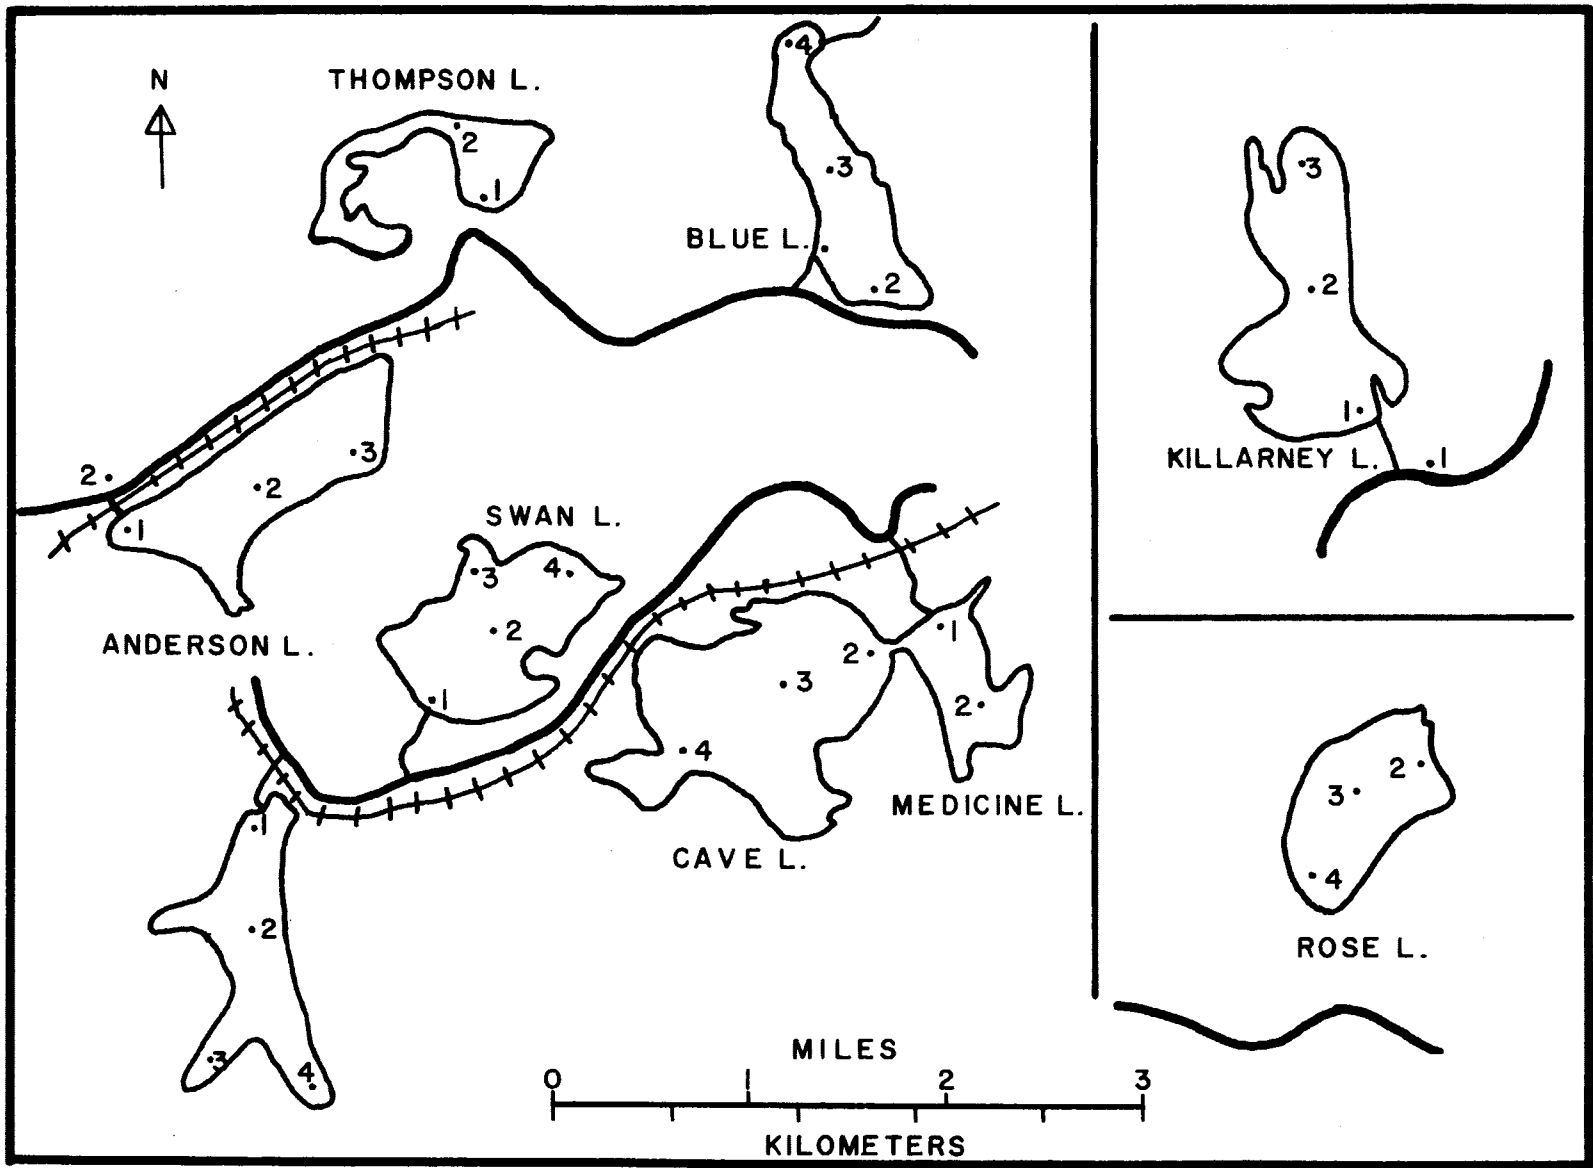 N
THOMPSON L.
2
1
4
3
BLUE L.
2
3
2
1
KILLARNEY L.
1
2
3
2
1
ANDERSON L.
SWAN L.
3
4
2
1
1
2
3
4
2
3
4
CAVE L.
1
2
MEDICINE L.
2
3
4
ROSE L.
MILES
0 1 2 3
KILOMETERS